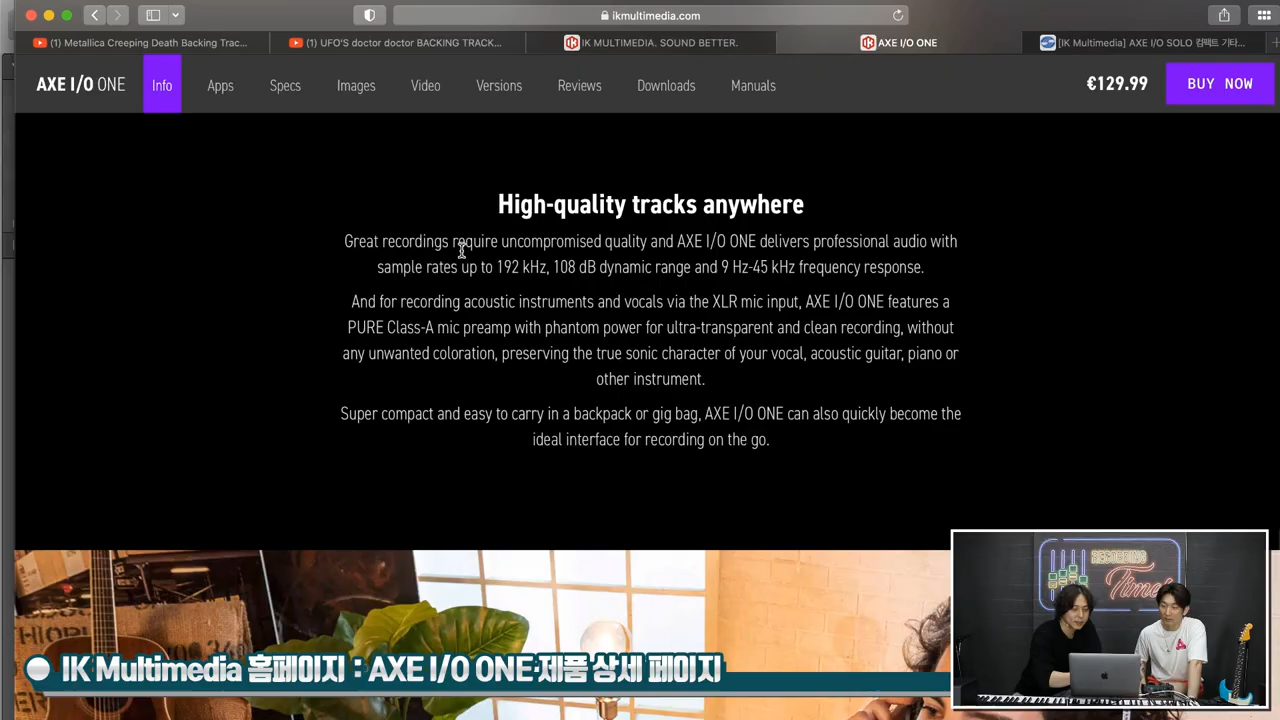 ikmultimedia.com
(1) Metallica Creeping Death Backing Trac...
(1) UFO'S doctor doctor BACKING TRACK...
IK MULTIMEDIA. SOUND BETTER.
AXE I/O ONE
[IK Multimedia] AXE I/O SOLO 컴팩트 기타...
AXE I/O ONE
Info
Apps
Specs
Images
Video
Versions
Reviews
Downloads
Manuals
€129.99
BUY NOW
High-quality tracks anywhere
Great recordings require uncompromised quality and AXE I/O ONE delivers professional audio with
sample rates up to 192 kHz, 108 dB dynamic range and 9 Hz-45 kHz frequency response.
And for recording acoustic instruments and vocals via the XLR mic input, AXE I/O ONE features a
PURE Class-A mic preamp with phantom power for ultra-transparent and clean recording, without
any unwanted coloration, preserving the true sonic character of your vocal, acoustic guitar, piano or
other instrument.
Super compact and easy to carry in a backpack or gig bag, AXE I/O ONE can also quickly become the
ideal interface for recording on the go.
RECORDING
Time
IK Multimedia 홈페이지 : AXE I/O ONE 제품 상세 페이지